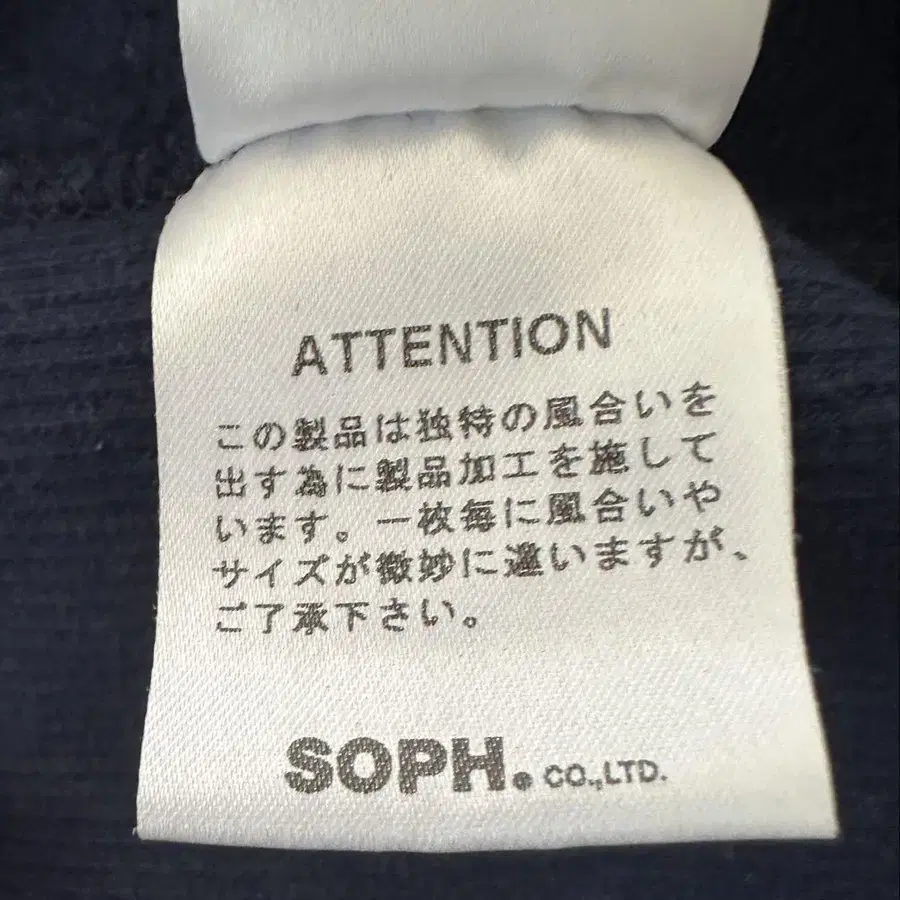 ATTENTION
この製品は独特の風合いを
出す為に製品加工を施して
います。一枚毎に風合いや
サイズが微妙に違いますが、
ご了承下さい。
SOPH. CO.,LTD.